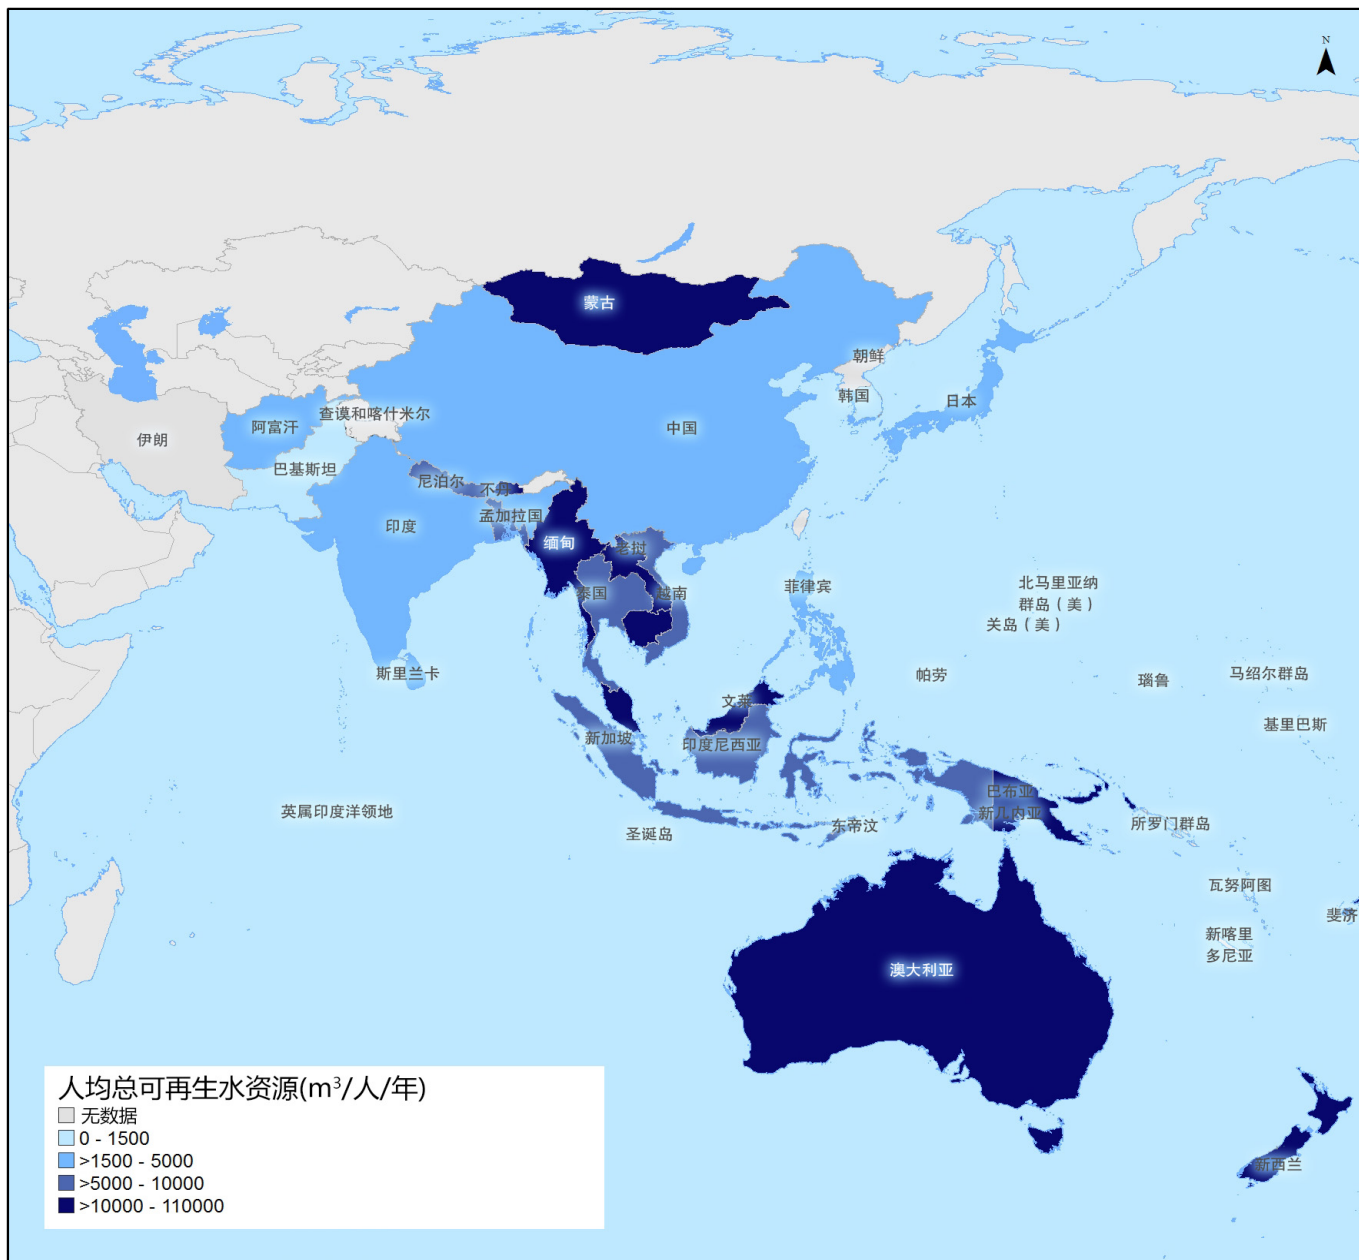 N
蒙古
朝鲜
韩国
日本
查谟和喀什米尔
阿富汗
中国
伊朗
巴基斯坦
尼泊尔
不丹
孟加拉国
印度
缅甸
老挝
泰国
越南
菲律宾
北马里亚纳
群岛（美）
关岛（美）
斯里兰卡
帕劳
瑙鲁
马绍尔群岛
文莱
基里巴斯
新加坡
印度尼西亚
巴布亚
新几内亚
英属印度洋领地
圣诞岛
东帝汶
所罗门群岛
瓦努阿图
斐济
新喀里
多尼亚
澳大利亚
新西兰
人均总可再生水资源(m³/人/年)
无数据
0 - 1500
>1500 - 5000
>5000 - 10000
>10000 - 110000